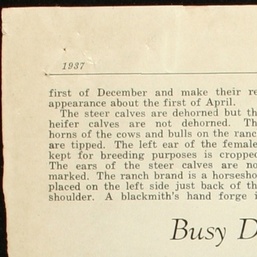 1937
first of December and make their re
appearance about the first of April.
The steer calves are dehorned but th
heifer calves are not dehorned. Th
horns of the cows and bulls on the ranc
are tipped. The left ear of the female
kept for breeding purposes is cropped
The ears of the steer calves are no
marked. The ranch brand is a horsesho
placed on the left side just back of th
shoulder. A blacksmith's hand forge i
Busy D